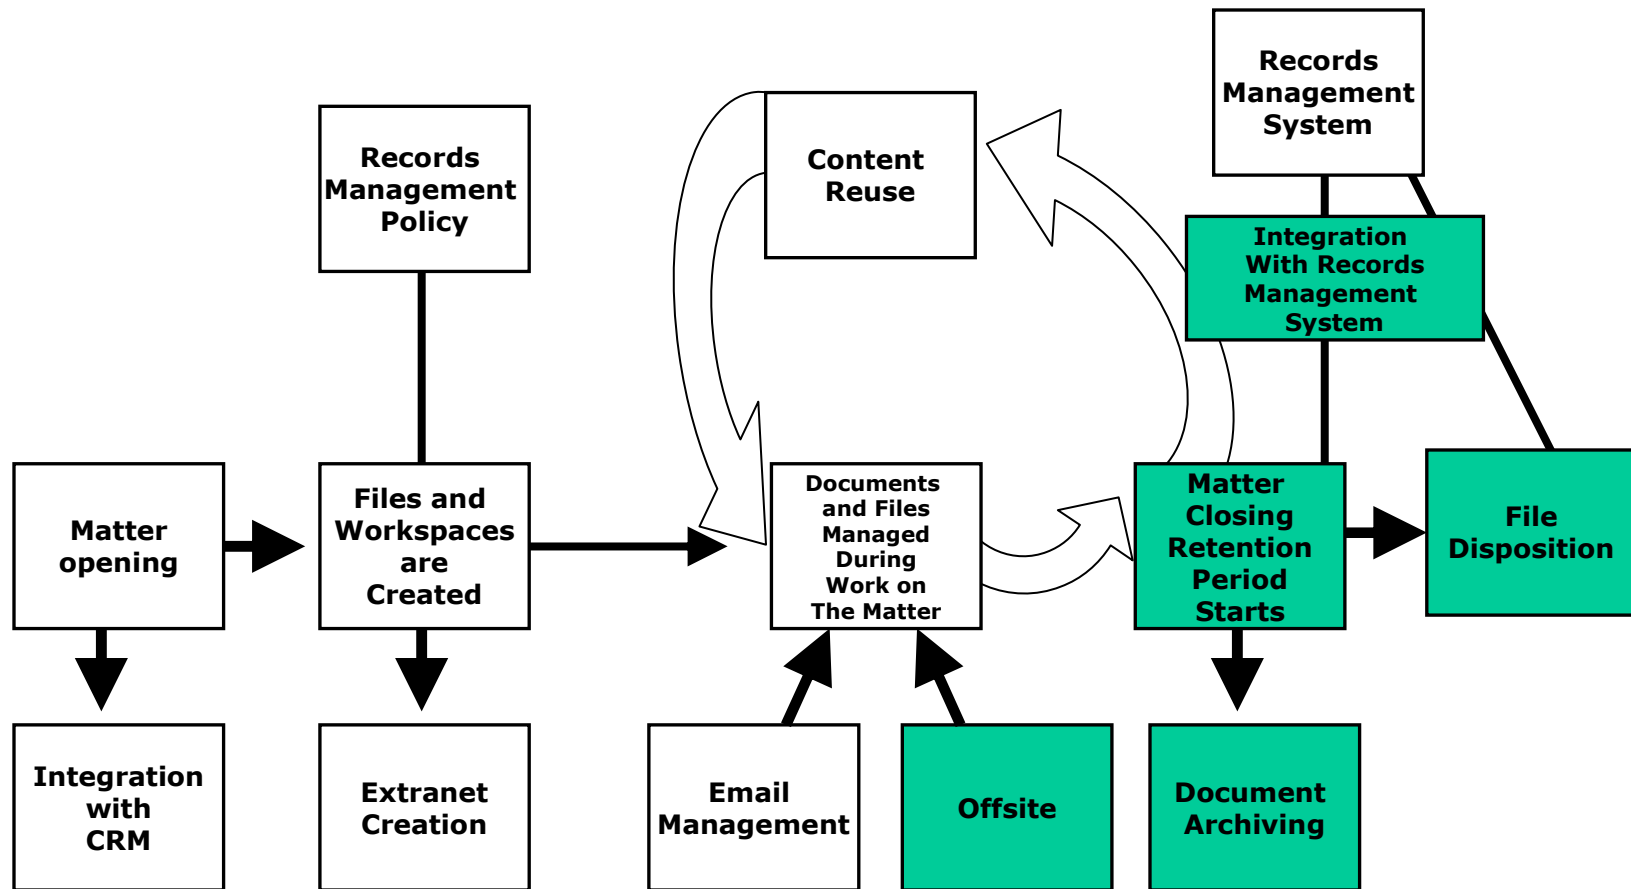 Records
Management
System
Records
Management
Policy
Content
Reuse
Integration
With Records
Management
System
Matter
opening
Files and
Workspaces
are
Created
Documents
and Files
Managed
During
Work on
The Matter
Matter
Closing
Retention
Period
Starts
File
Disposition
Integration
with
CRM
Extranet
Creation
Email
Management
Offsite
Document
Archiving